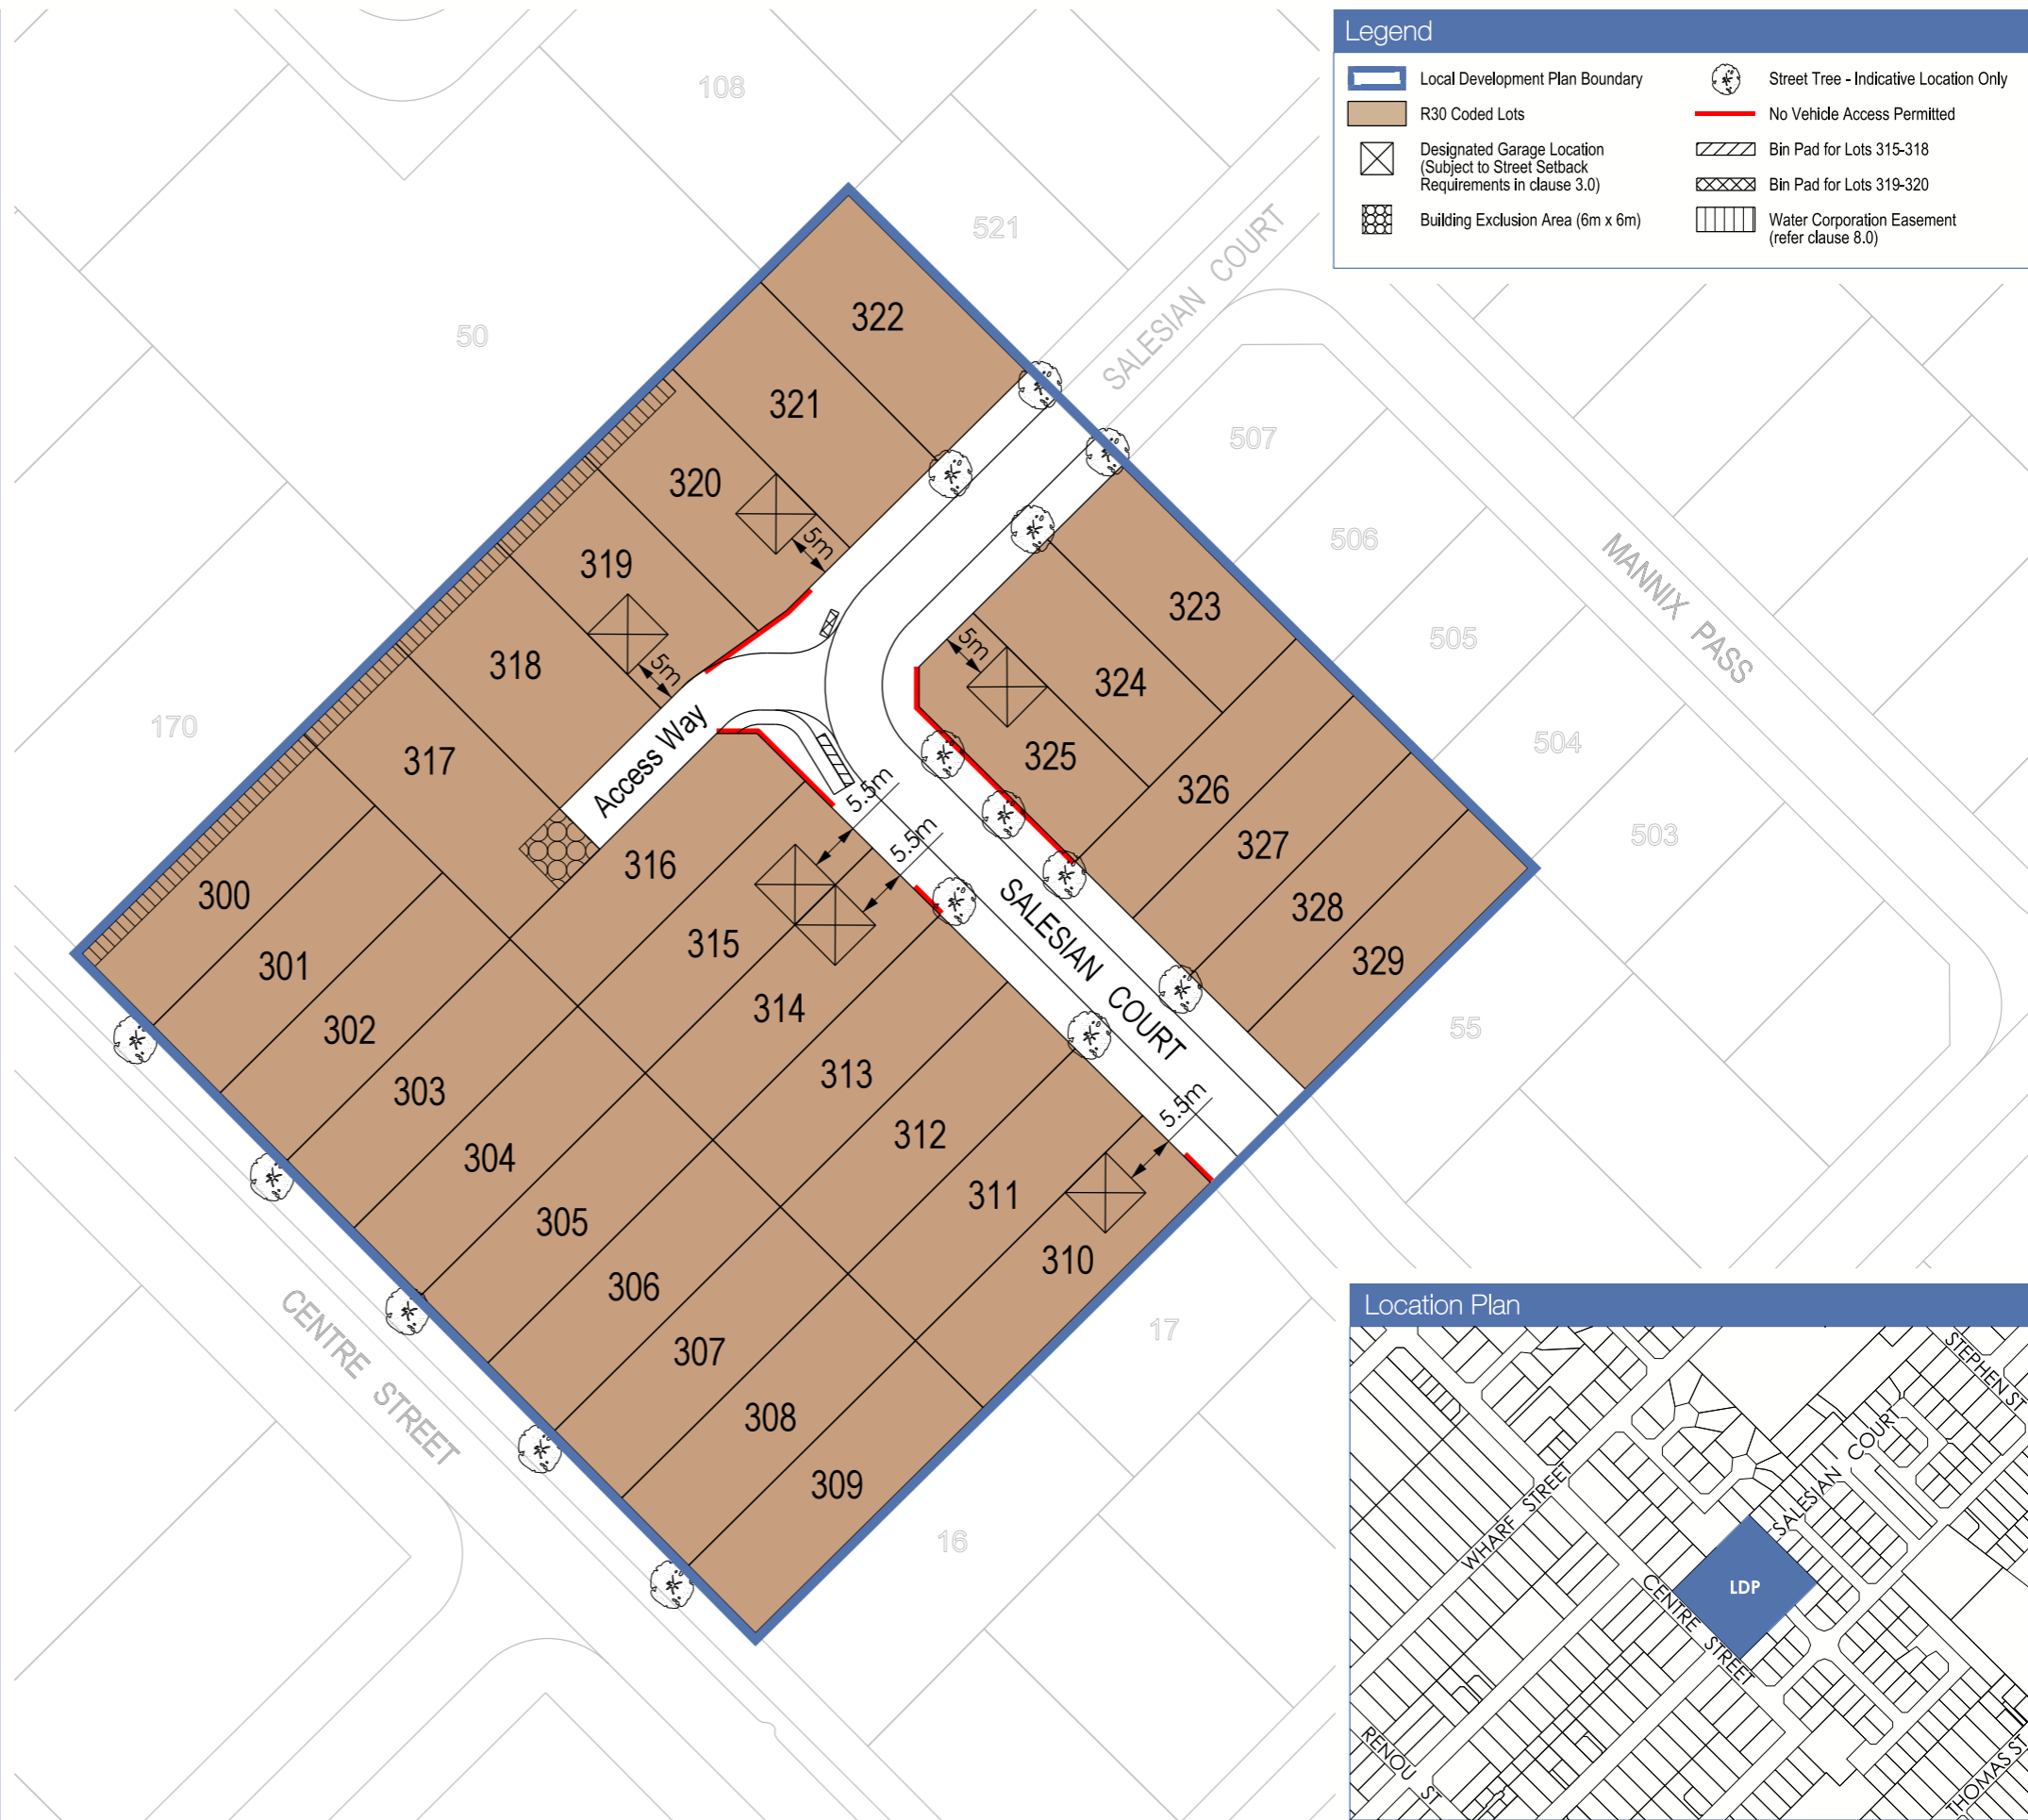 Legend
Local Development Plan Boundary
R30 Coded Lots
Designated Garage Location
(Subject to Street Setback
Requirements in clause 3.0)
Building Exclusion Area (6m x 6m)
Street Tree - Indicative Location Only
No Vehicle Access Permitted
Bin Pad for Lots 315-318
Bin Pad for Lots 319-320
Water Corporation Easement
(refer clause 8.0)
108
521
SALESIAN COURT
50
322
321
507
320
506
5m
319
MANNIX PASS
323
505
5m
5m
318
324
170
317
Access Way
325
504
326
5.5m
503
5.5m
316
327
300
SALESIAN COURT
328
315
301
329
314
302
55
313
303
5.5m
312
304
311
305
310
306
17
CENTRE STREET
307
308
309
16
Location Plan
STEPHEN ST
SALESIAN COURT
WHARF STREET
LDP
CENTRE STREET
RENOU ST
THOMAS ST